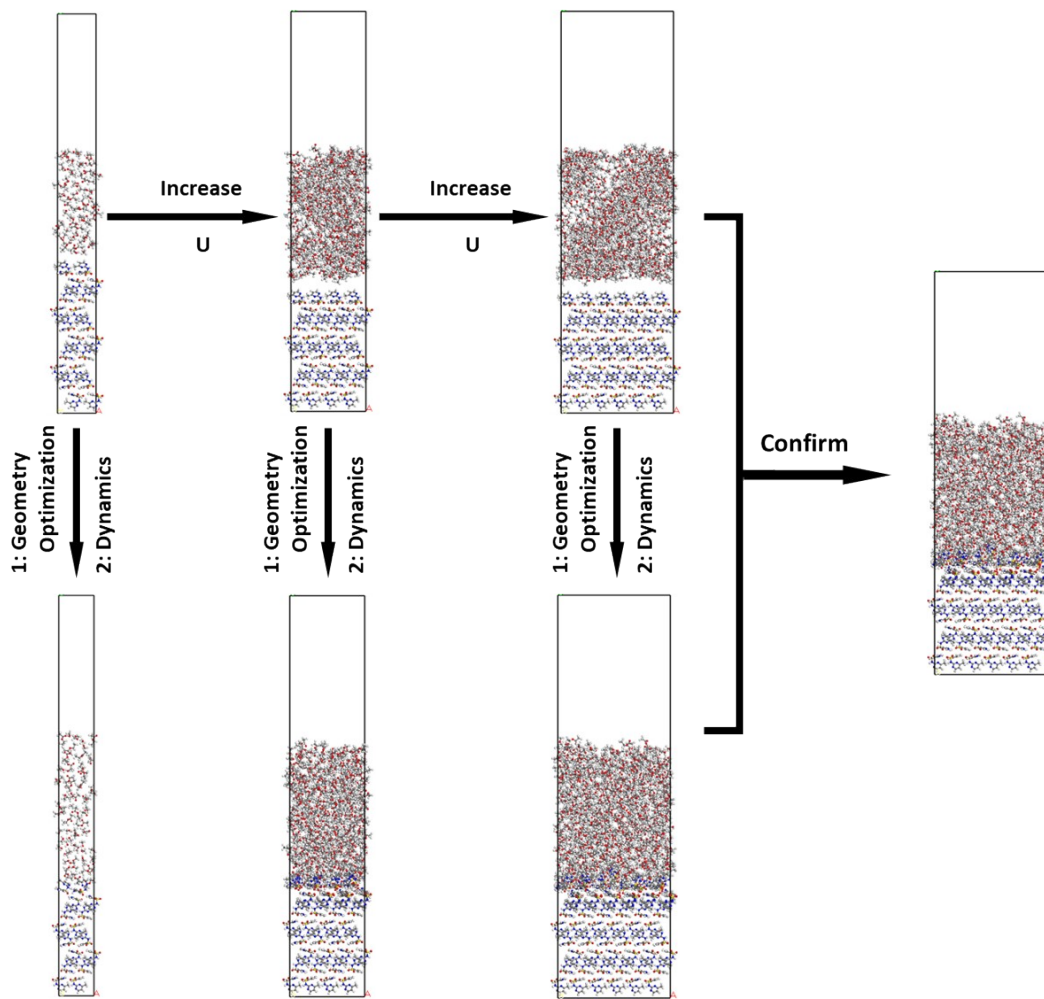 Increase
U
Increase
U
1: Geometry
Optimization
2: Dynamics
1: Geometry
Optimization
2: Dynamics
1: Geometry
Optimization
2: Dynamics
Confirm